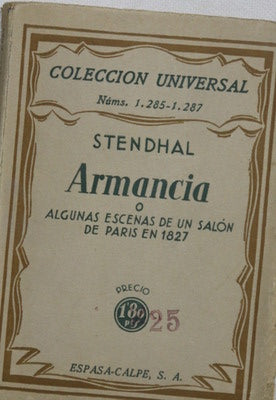 COLECCION UNIVERSAL
Núms. 1.285-1.287
STENDHAL
Armancia
O
ALGUNAS ESCENAS DE UN SALÓN
DE PARIS EN 1827
PRECIO
1'80
PTS
25
ESPASA-CALPE, S. A.